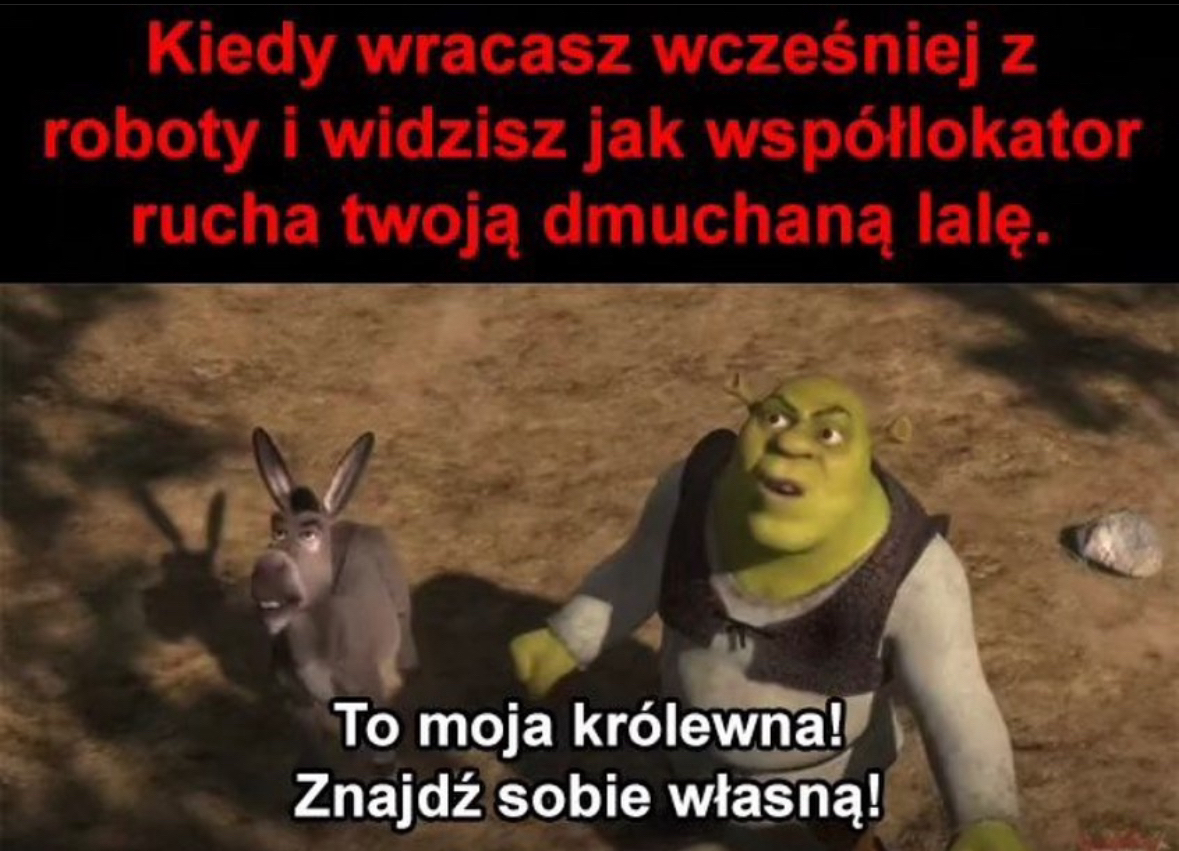 Kiedy wracasz wcześniej z
roboty i widzisz jak współlokator
rucha twoją dmuchaną lalę.
To moja królewna!
Znajdź sobie własną!